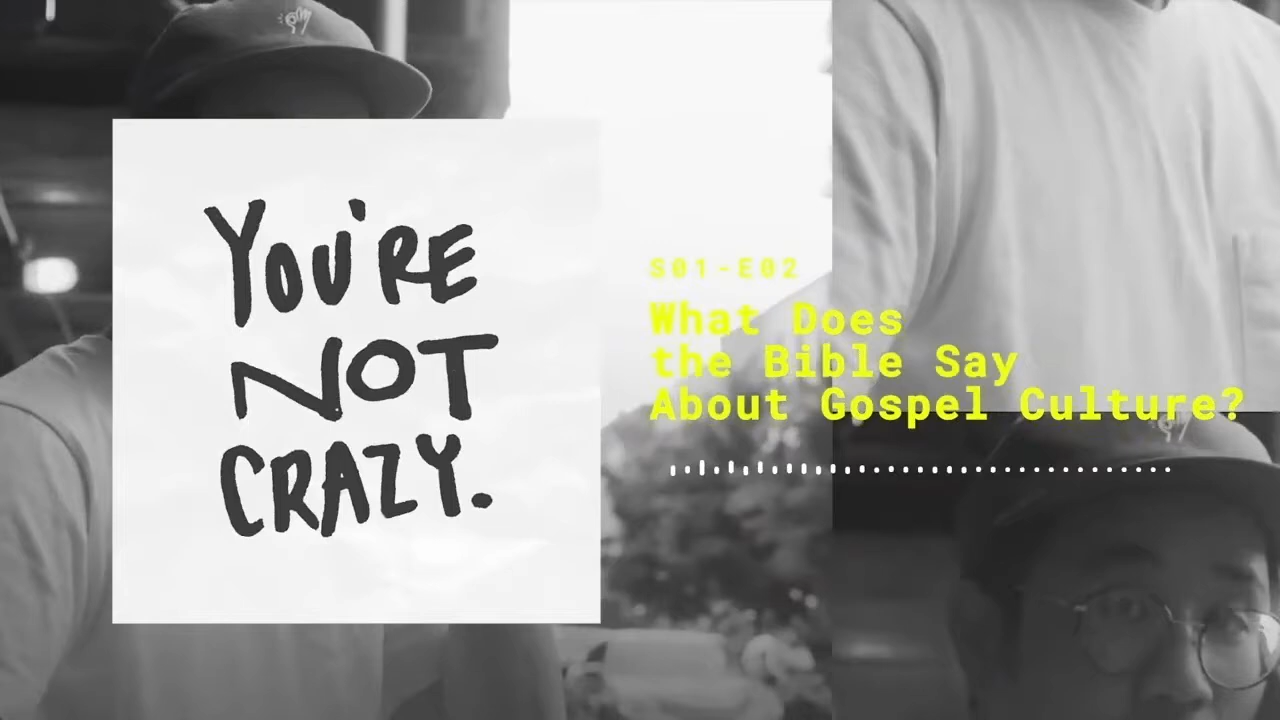 YOU'RE
NOT
CRAZY.
S01-E02
What Does
the Bible Say
About Gospel Culture?